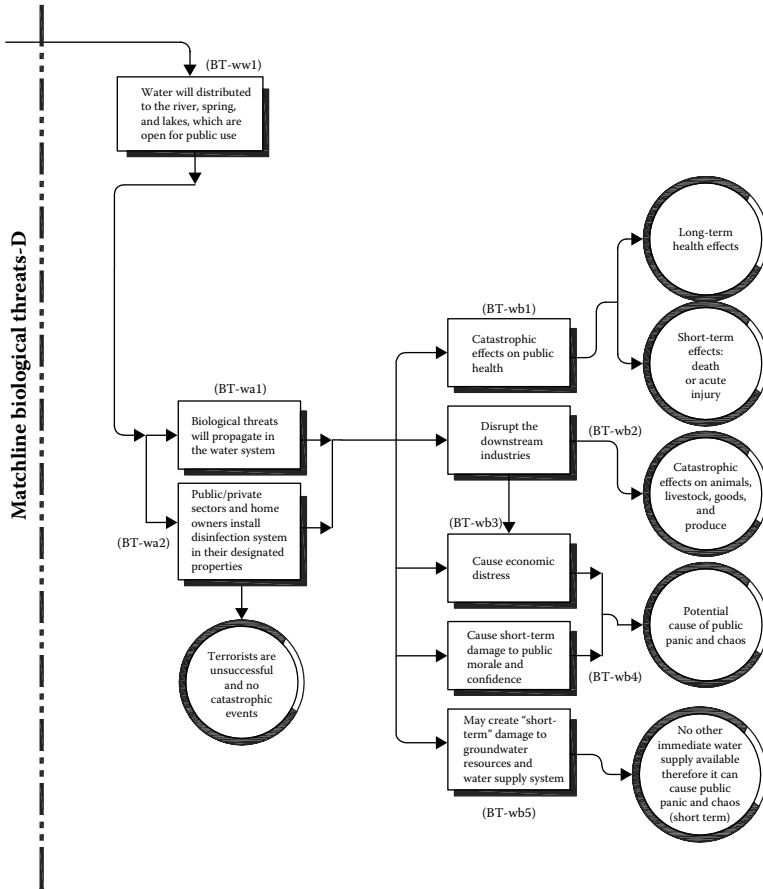 Matchline biological threats-D
(BT-ww1)
Water will distributed
to the river, spring,
and lakes, which are
open for public use
(BT-wa1)
Biological threats
will propagate in
the water system
(BT-wa2)
Public/private
sectors and home
owners install
disinfection system
in their designated
properties
Terrorists are
unsuccessful
and no
catastrophic
events
(BT-wb1)
Catastrophic
effects on public
health
Long-term
health effects
Short-term
effects:
death
or acute
injury
Disrupt the
downstream
industries
(BT-wb2)
Catastrophic
effects on animals,
livestock, goods,
and
produce
(BT-wb3)
Cause economic
distress
Cause short-term
damage to public
morale and
confidence
(BT-wb4)
Potential
cause of public
panic and chaos
May create “short-
term” damage to
groundwater
resources and
water supply system
(BT-wb5)
No other
immediate water
supply available
therefore it can
cause public
panic and chaos
(short term)